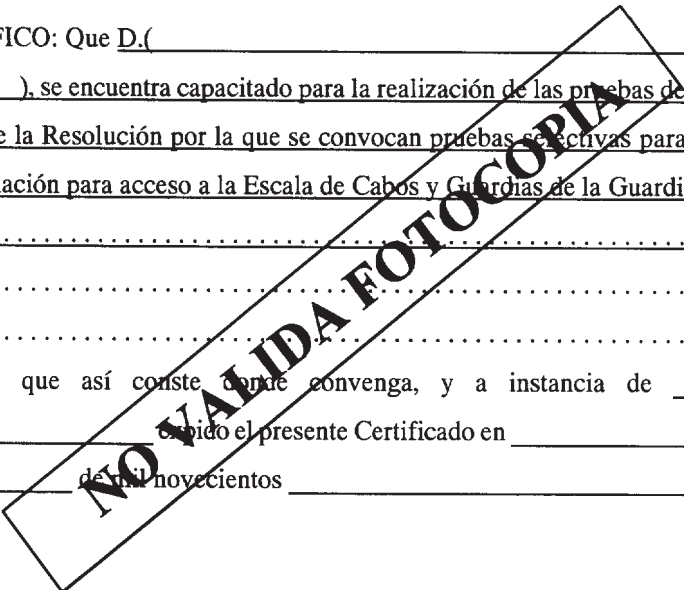 FICO: Que D.(
), se encuentra capacitado para la realización de las pruebas de
e la Resolución por la que se convocan pruebas selectivas para
ación para acceso a la Escala de Cabos y Guardias de la Guardi
que así conste donde convenga, y a instancia de
expido el presente Certificado en
de mil novecientos
NO VALIDA FOTOCOPIA